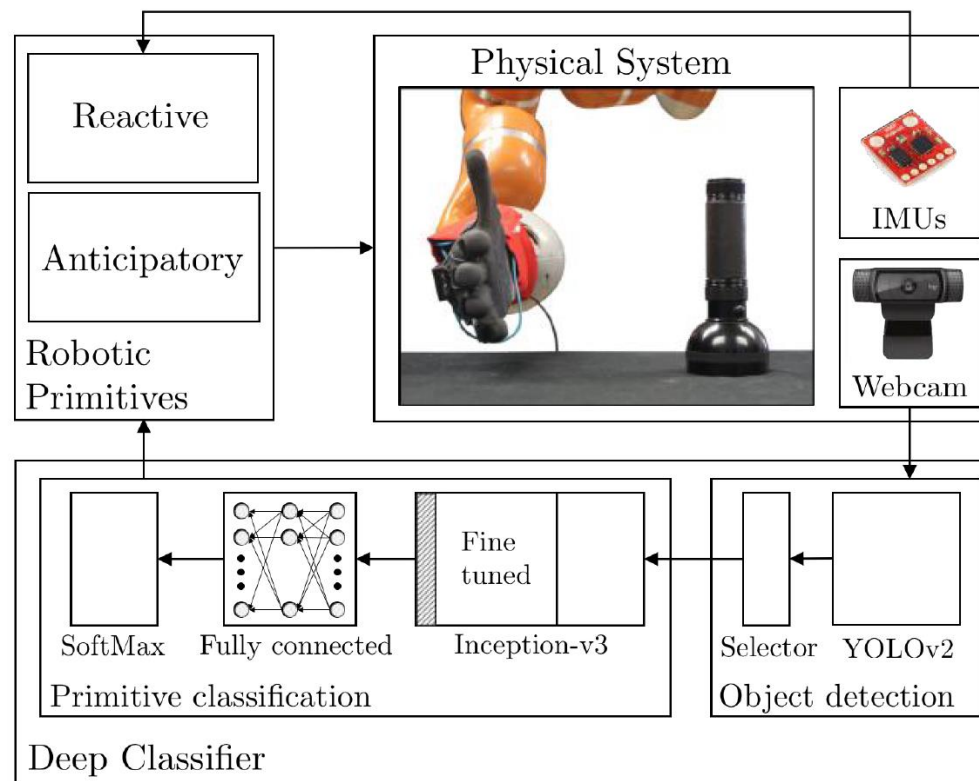 Reactive
Anticipatory
Robotic
Primitives
Physical System
IMUs
Webcam
SoftMax
Fully connected
Fine
tuned
Inception-v3
Primitive classification
Selector
YOLOv2
Object detection
Deep Classifier